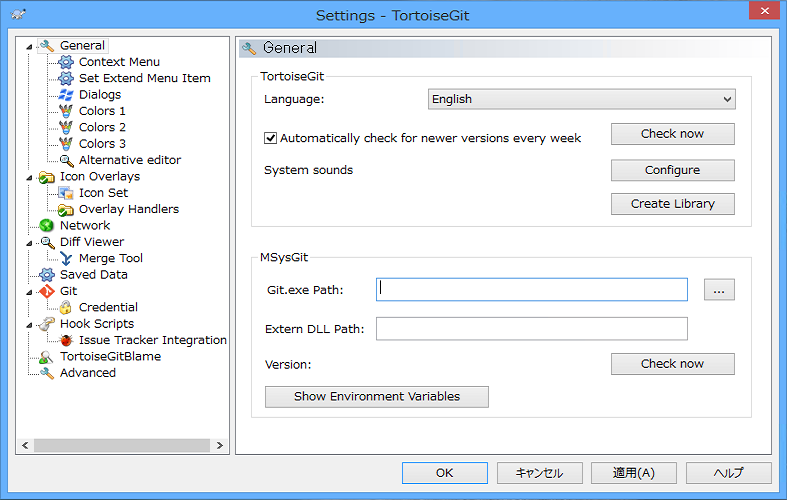 Settings - TortoiseGit
General
Context Menu
Set Extend Menu Item
Dialogs
Colors 1
Colors 2
Colors 3
Alternative editor
Icon Overlays
Icon Set
Overlay Handlers
Network
Diff Viewer
Merge Tool
Saved Data
Git
Credential
Hook Scripts
Issue Tracker Integration
TortoiseGitBlame
Advanced
General
TortoiseGit
Language: English
Automatically check for newer versions every week Check now
System sounds Configure
Create Library
MSysGit
Git.exe Path: ...
Extern DLL Path:
Version: Check now
Show Environment Variables
OK キャンセル 適用(A) ヘルプ